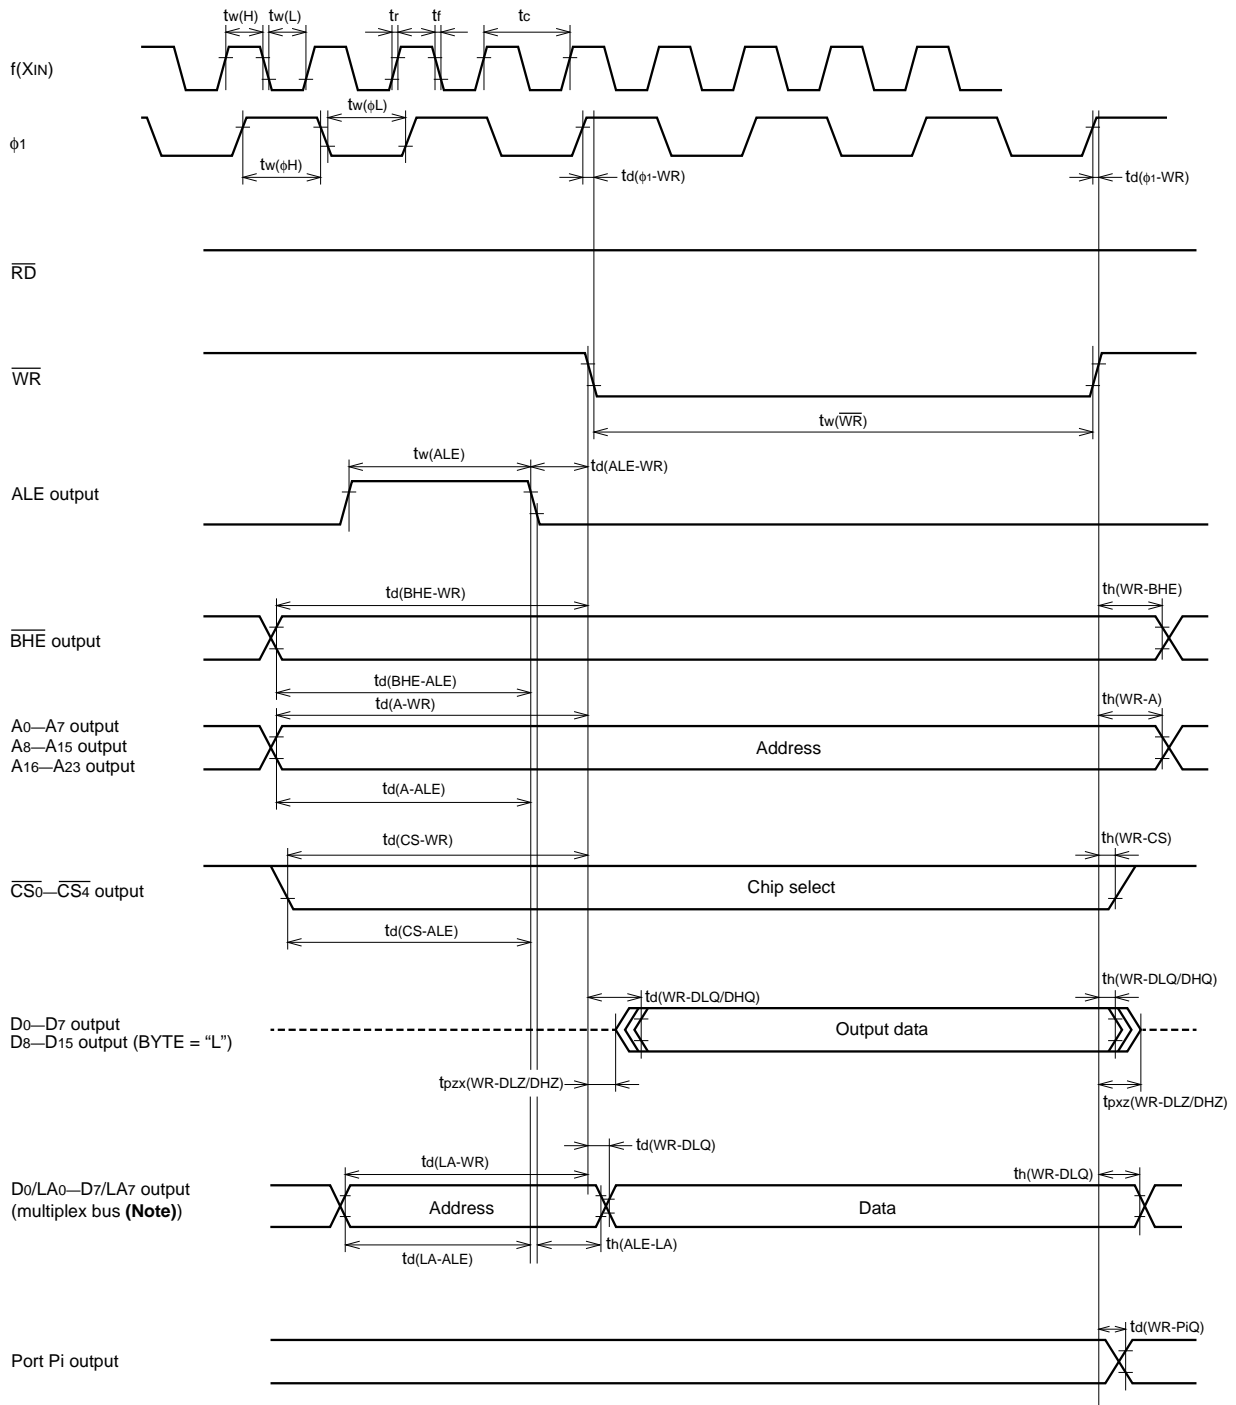 tw(H) tw(L) tr tf tc
f(XIN)
tw(ϕL)
ϕ1
tw(ϕH) td(ϕ1-WR) td(ϕ1-WR)
RD
WR
tw(WR)
tw(ALE) td(ALE-WR)
ALE output
td(BHE-WR) th(WR-BHE)
BHE output
td(BHE-ALE)
td(A-WR) th(WR-A)
A0—A7 output
A8—A15 output Address
A16—A23 output
td(A-ALE)
td(CS-WR) th(WR-CS)
CS0—CS4 output Chip select
td(CS-ALE)
td(WR-DLQ/DHQ) th(WR-DLQ/DHQ)
D0—D7 output Output data
D8—D15 output (BYTE = “L”)
tpzx(WR-DLZ/DHZ) tpxz(WR-DLZ/DHZ)
td(WR-DLQ)
td(LA-WR) th(WR-DLQ)
D0/LA0—D7/LA7 output
(multiplex bus (Note)) Address Data
td(LA-ALE) th(ALE-LA)
td(WR-PiQ)
Port Pi output